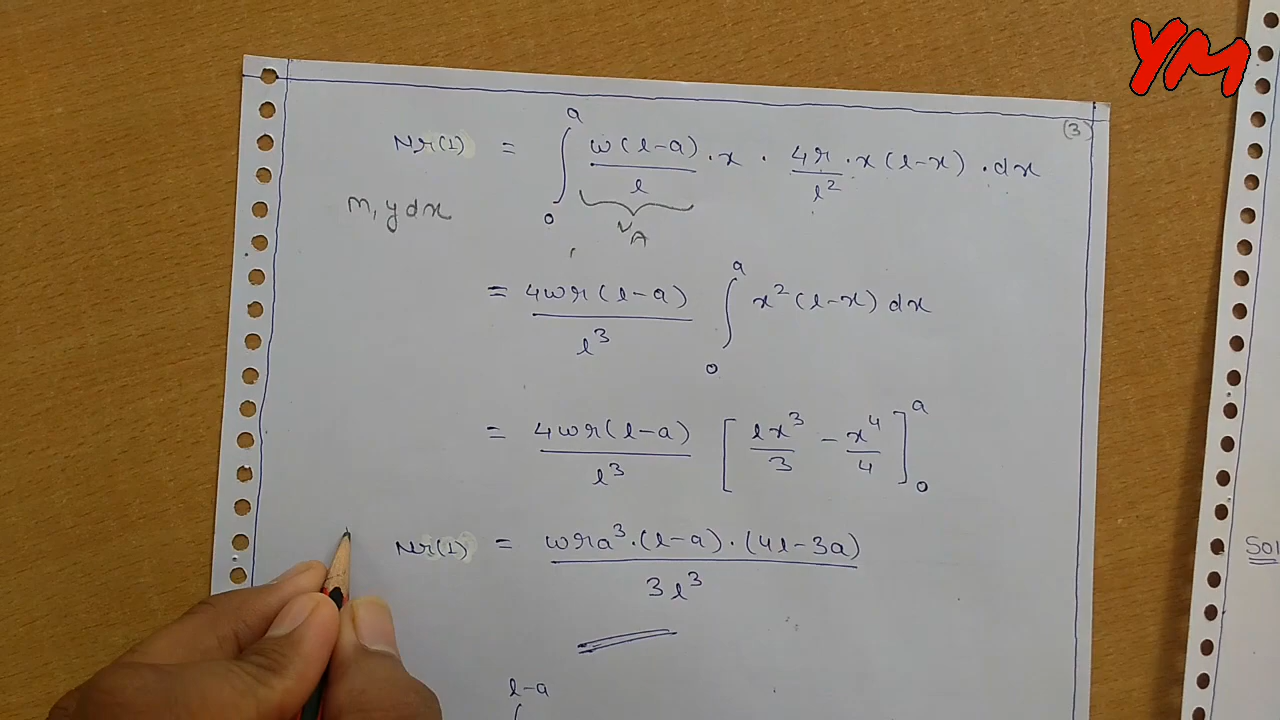 YM
(3)
Nr(1) = ∫₀ᵃ w(l-a)/l . x . 4r/l² . x(l-x) . dx
m, y dx
V_A
= 4wr(l-a)/l³ ∫₀ᵃ x²(l-x) dx
= 4wr(l-a)/l³ [lx³/3 - x⁴/4]₀ᵃ
Nr(1) = wra³.(l-a).(4l-3a)/3l³
Sol
l-a
∫